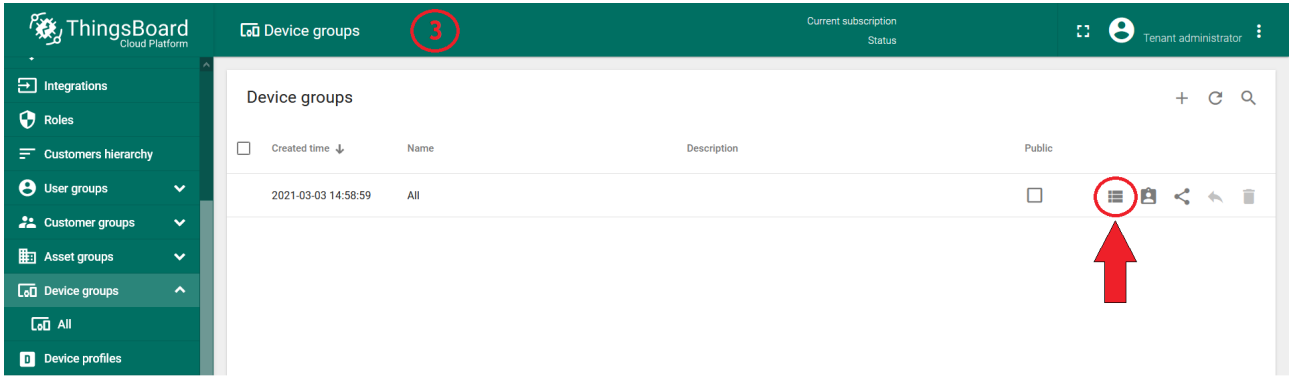 ThingsBoard
Cloud Platform
Device groups
3
Current subscription
Status
Tenant administrator
Integrations
Roles
Customers hierarchy
User groups
Customer groups
Asset groups
Device groups
All
Device profiles
Device groups
Created time Name Description Public
2021-03-03 14:58:59 All